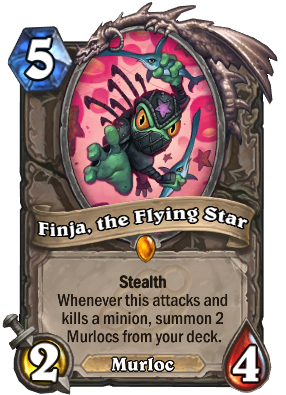 5
Finja, the Flying Star
Stealth
Whenever this attacks and
kills a minion, summon 2
Murlocs from your deck.
2
Murloc
4